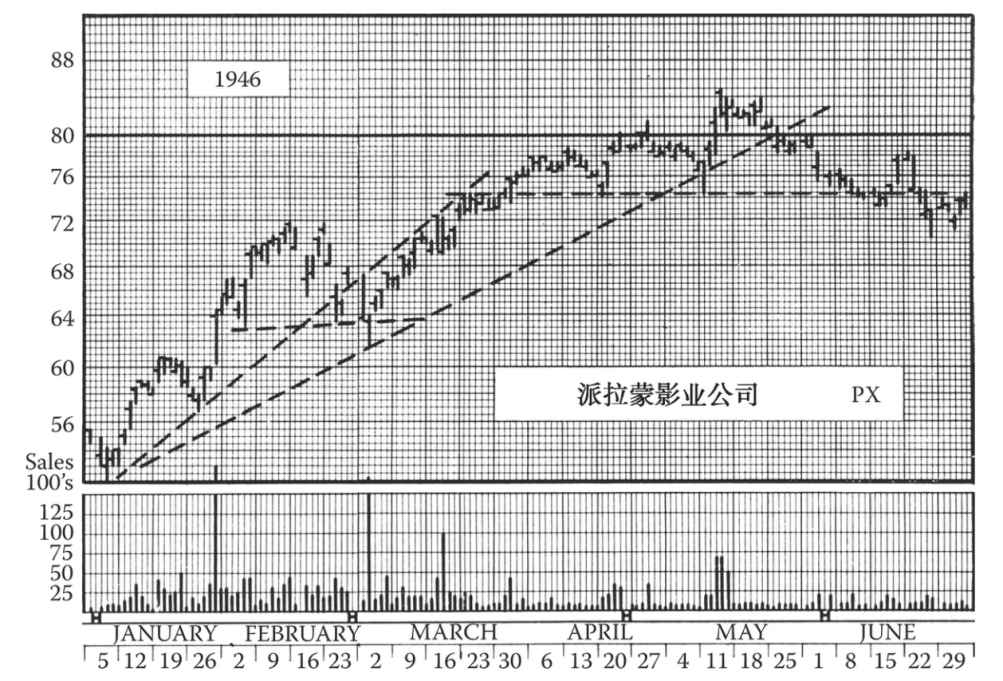 88
1946
80
76
72
68
64
60
派拉蒙影业公司 PX
56
Sales
100's
125
100
75
50
25
JANUARY FEBRUARY MARCH APRIL MAY JUNE
5 12 19 26 2 9 16 23 2 9 16 23 30 6 13 20 27 4 11 18 25 1 8 15 22 29